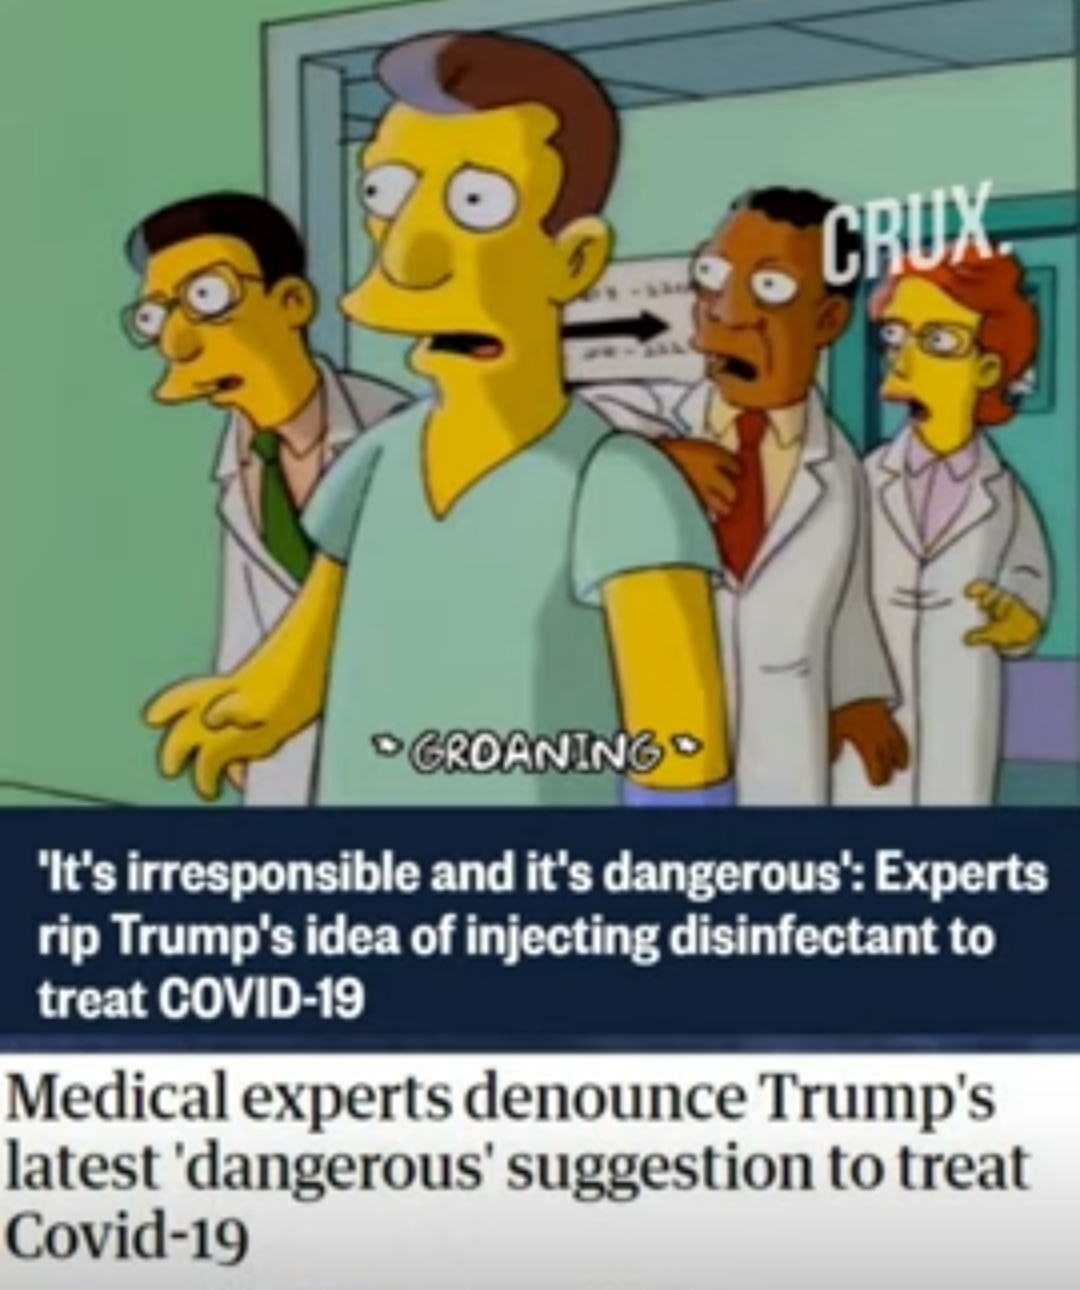 CRUX.
*GROANING*
'It's irresponsible and it's dangerous': Experts
rip Trump's idea of injecting disinfectant to
treat COVID-19
Medical experts denounce Trump's
latest 'dangerous' suggestion to treat
Covid-19